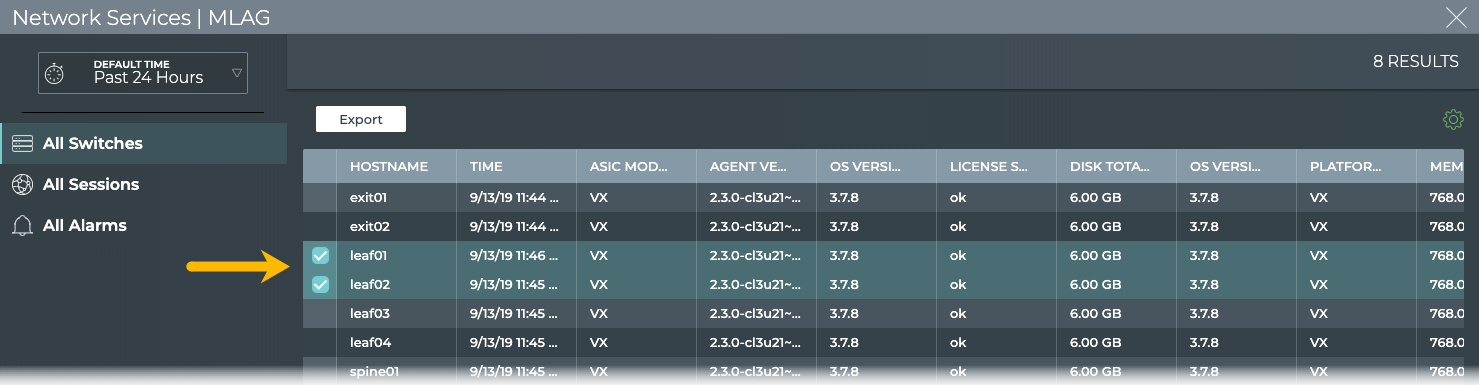 Network Services | MLAG
DEFAULT TIME
Past 24 Hours
8 RESULTS
All Switches
All Sessions
All Alarms
Export
HOSTNAME TIME ASIC MOD... AGENT VE... OS VERSI... LICENSE S... DISK TOTA... OS VERSI... PLATFOR... MEM
exit01 9/13/19 11:44 ... VX 2.3.0-cl3u21~... 3.7.8 ok 6.00 GB 3.7.8 VX 768.0
exit02 9/13/19 11:44 ... VX 2.3.0-cl3u21~... 3.7.8 ok 6.00 GB 3.7.8 VX 768.0
leaf01 9/13/19 11:46 ... VX 2.3.0-cl3u21~... 3.7.8 ok 6.00 GB 3.7.8 VX 768.0
leaf02 9/13/19 11:45 ... VX 2.3.0-cl3u21~... 3.7.8 ok 6.00 GB 3.7.8 VX 768.0
leaf03 9/13/19 11:45 ... VX 2.3.0-cl3u21~... 3.7.8 ok 6.00 GB 3.7.8 VX 768.0
leaf04 9/13/19 11:45 ... VX 2.3.0-cl3u21~... 3.7.8 ok 6.00 GB 3.7.8 VX 768.0
spine01 9/13/19 11:45 ... VX 2.3.0-cl3u21~... 3.7.8 ok 6.00 GB 3.7.8 VX 768.0